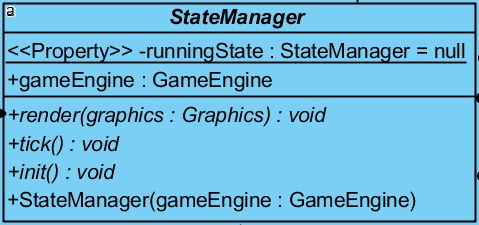 a
StateManager
<<Property>> -runningState : StateManager = null
+gameEngine : GameEngine
+render(graphics : Graphics) : void
+tick() : void
+init() : void
+StateManager(gameEngine : GameEngine)